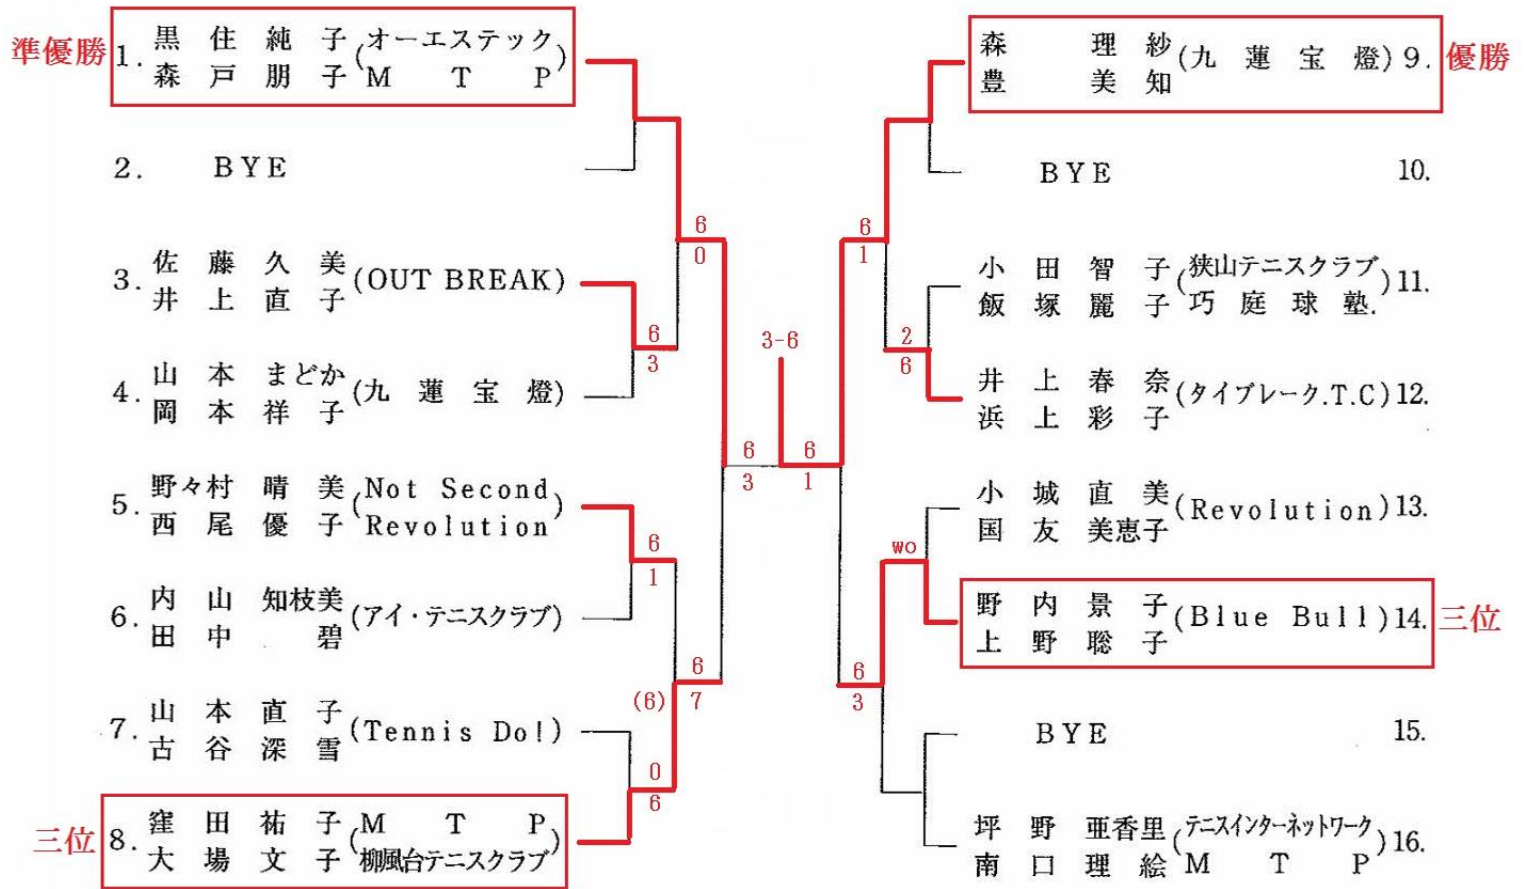 準優勝
1. 黒住純子 (オーエステック
森戸朋子 MTP)
2. BYE
3. 佐藤久美 (OUT BREAK)
井上直子
4. 山本まどか (九蓮宝燈)
岡本祥子
5. 野々村晴美 (Not Second
西尾優子 Revolution)
6. 内山知枝美 (アイ・テニスクラブ)
田中碧
7. 山本直子 (Tennis Do!)
古谷深雪
三位
8. 窪田祐子 (MTP
大場文子 柳風台テニスクラブ)
6
0
6
3
6
1
0
6
6
(6) 7
6
3
3-6
6
1
6
1
2
6
wo
6
3
森理紗 (九蓮宝燈) 9. 優勝
豊美知
BYE 10.
小田智子 (狭山テニスクラブ) 11.
飯塚麗子 巧庭球塾.
井上春奈 (タイブレーク.T.C) 12.
浜上彩子
小城直美 (Revolution) 13.
国友美恵子
野内景子 (Blue Bull) 14. 三位
上野聡子
BYE 15.
坪野亜香里 (テニスインターネットワーク) 16.
南口理絵 MTP